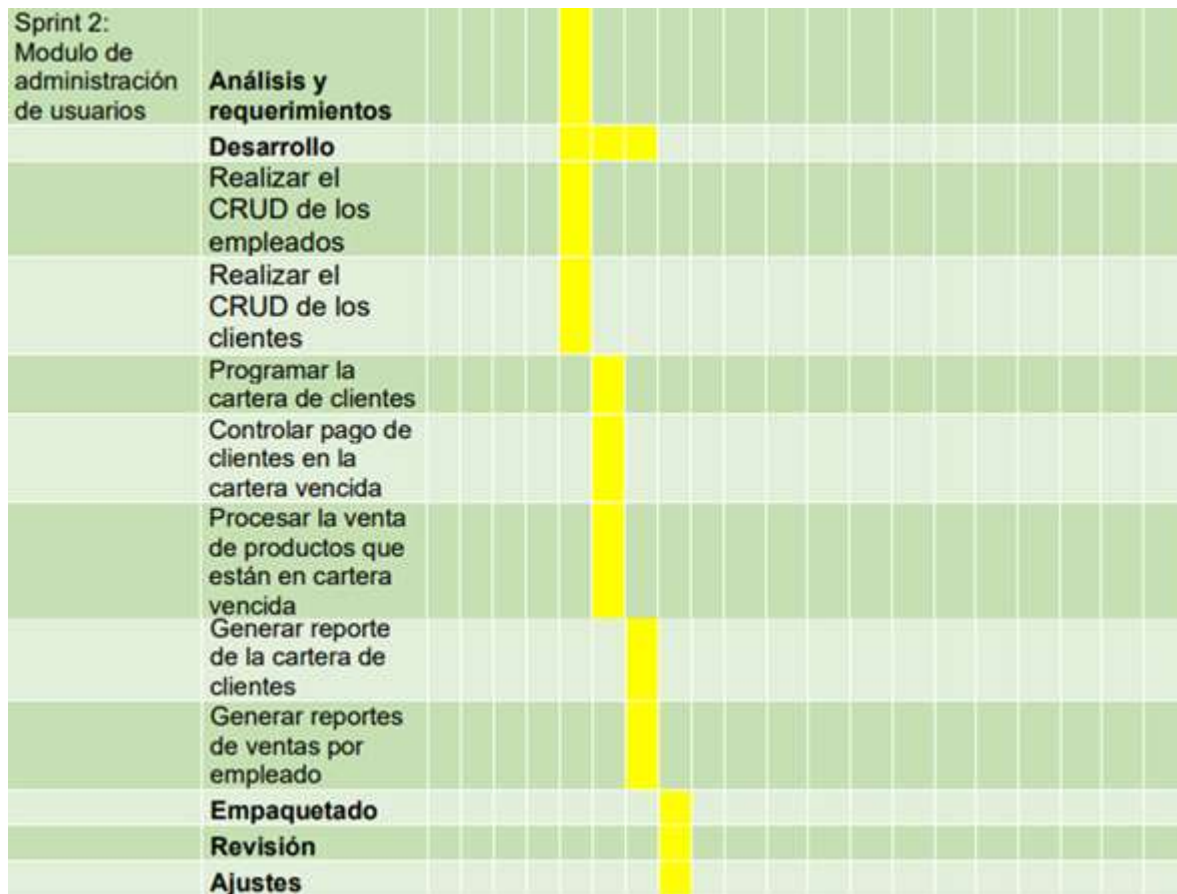 Sprint 2:
Modulo de
administración
de usuarios
Análisis y
requerimientos
Desarrollo
Realizar el
CRUD de los
empleados
Realizar el
CRUD de los
clientes
Programar la
cartera de clientes
Controlar pago de
clientes en la
cartera vencida
Procesar la venta
de productos que
están en cartera
vencida
Generar reporte
de la cartera de
clientes
Generar reportes
de ventas por
empleado
Empaquetado
Revisión
Ajustes